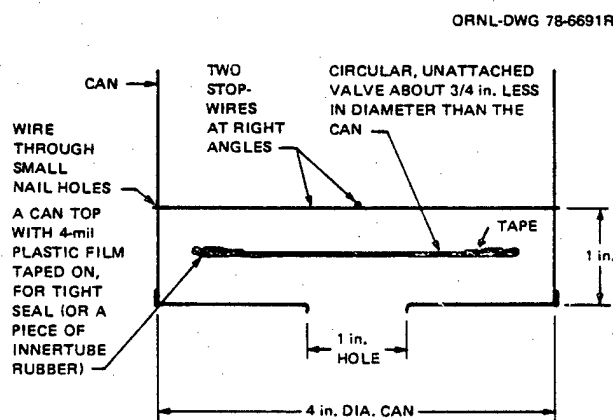 ORNL-DWG 78-6691R
CAN
TWO
STOP-
WIRES
AT RIGHT
ANGLES
CIRCULAR, UNATTACHED
VALVE ABOUT 3/4 in. LESS
IN DIAMETER THAN THE
CAN
WIRE
THROUGH
SMALL
NAIL HOLES
A CAN TOP
WITH 4-mil
PLASTIC FILM
TAPED ON,
FOR TIGHT
SEAL (OR A
PIECE OF
INNERTUBE
RUBBER)
TAPE
1 in.
1 in.
HOLE
4 in. DIA. CAN